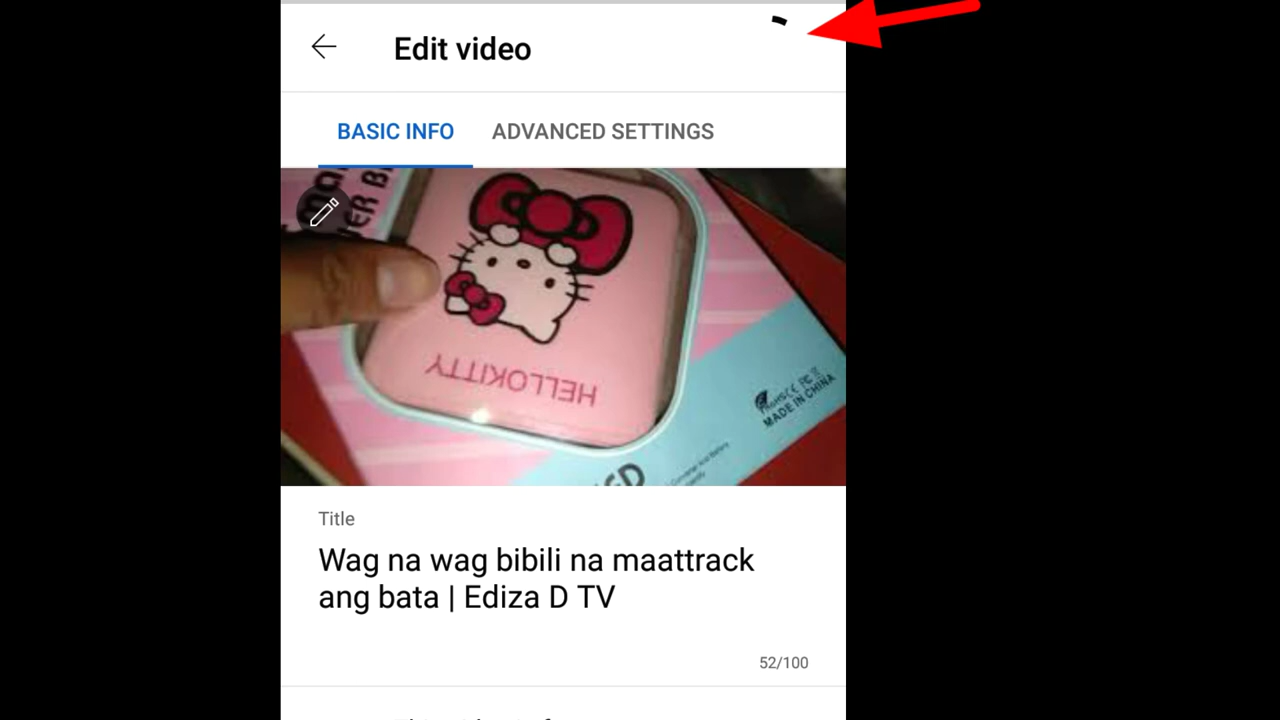 Edit video
BASIC INFO
ADVANCED SETTINGS
HELLOKITTY
MADE IN CHINA
Title
Wag na wag bibili na maattrack
ang bata | Ediza D TV
52/100